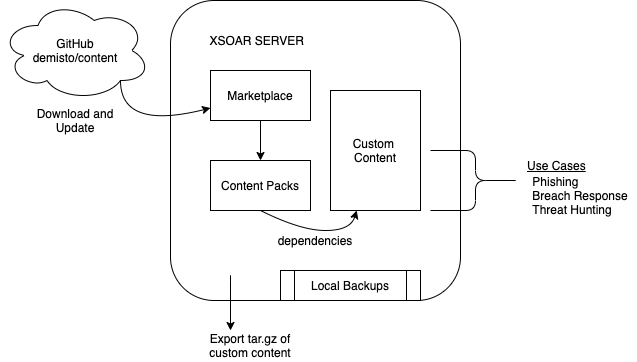 GitHub
demisto/content
XSOAR SERVER
Marketplace
Download and
Update
Custom
Content
Content Packs
Use Cases
Phishing
Breach Response
Threat Hunting
dependencies
Local Backups
Export tar.gz of
custom content